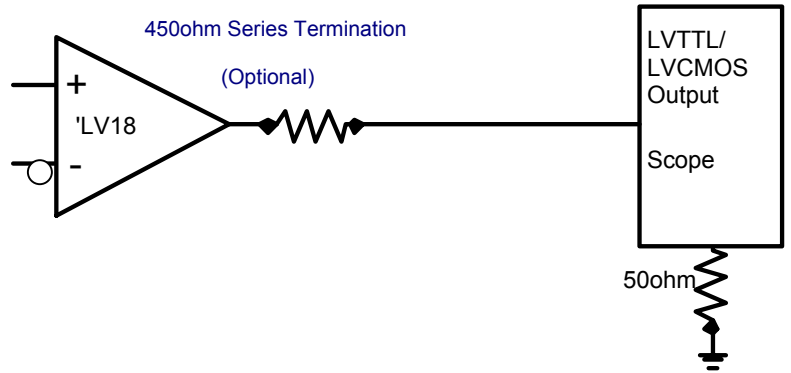 450ohm Series Termination
(Optional)
+
'LV18
-
LVTTL/
LVCMOS
Output
Scope
50ohm